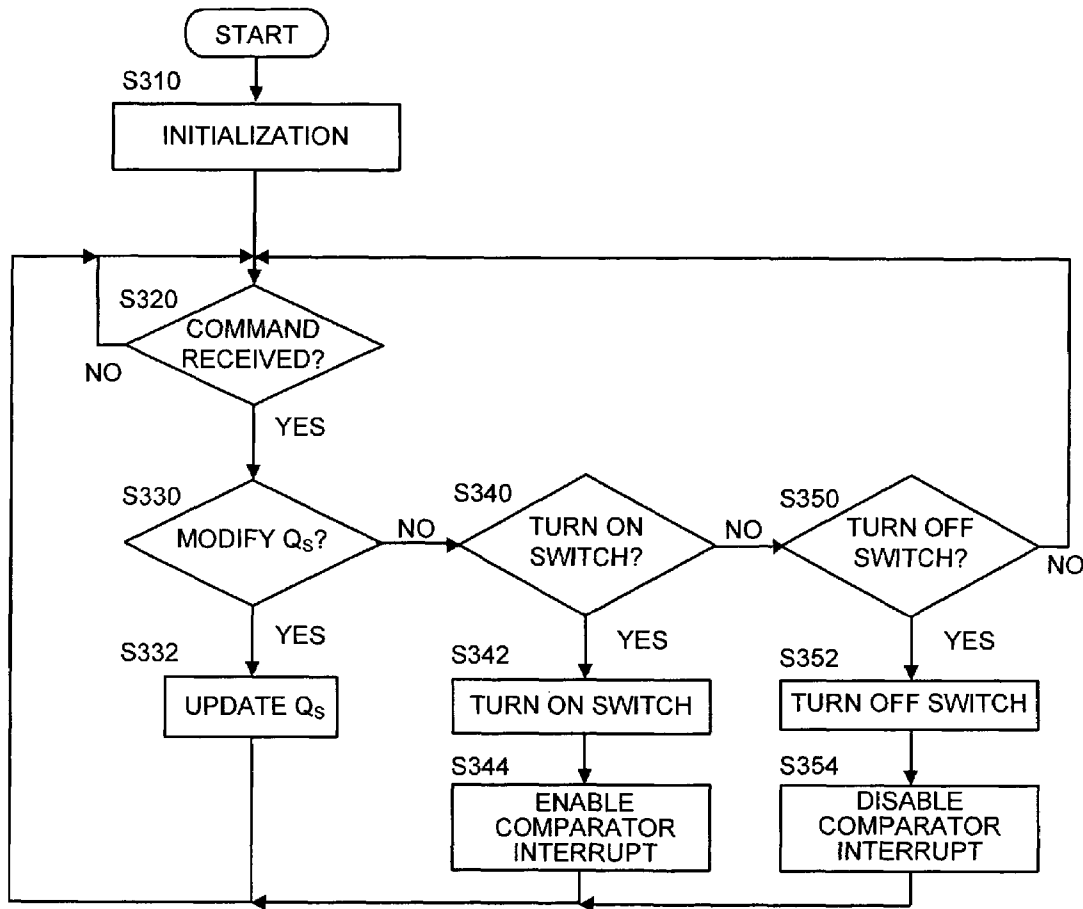 START
S310
INITIALIZATION
S320
COMMAND
RECEIVED?
NO
YES
S330
MODIFY QS?
NO
S340
TURN ON
SWITCH?
NO
S350
TURN OFF
SWITCH?
NO
YES
YES
YES
S332
UPDATE QS
S342
TURN ON SWITCH
S352
TURN OFF SWITCH
S344
ENABLE
COMPARATOR
INTERRUPT
S354
DISABLE
COMPARATOR
INTERRUPT